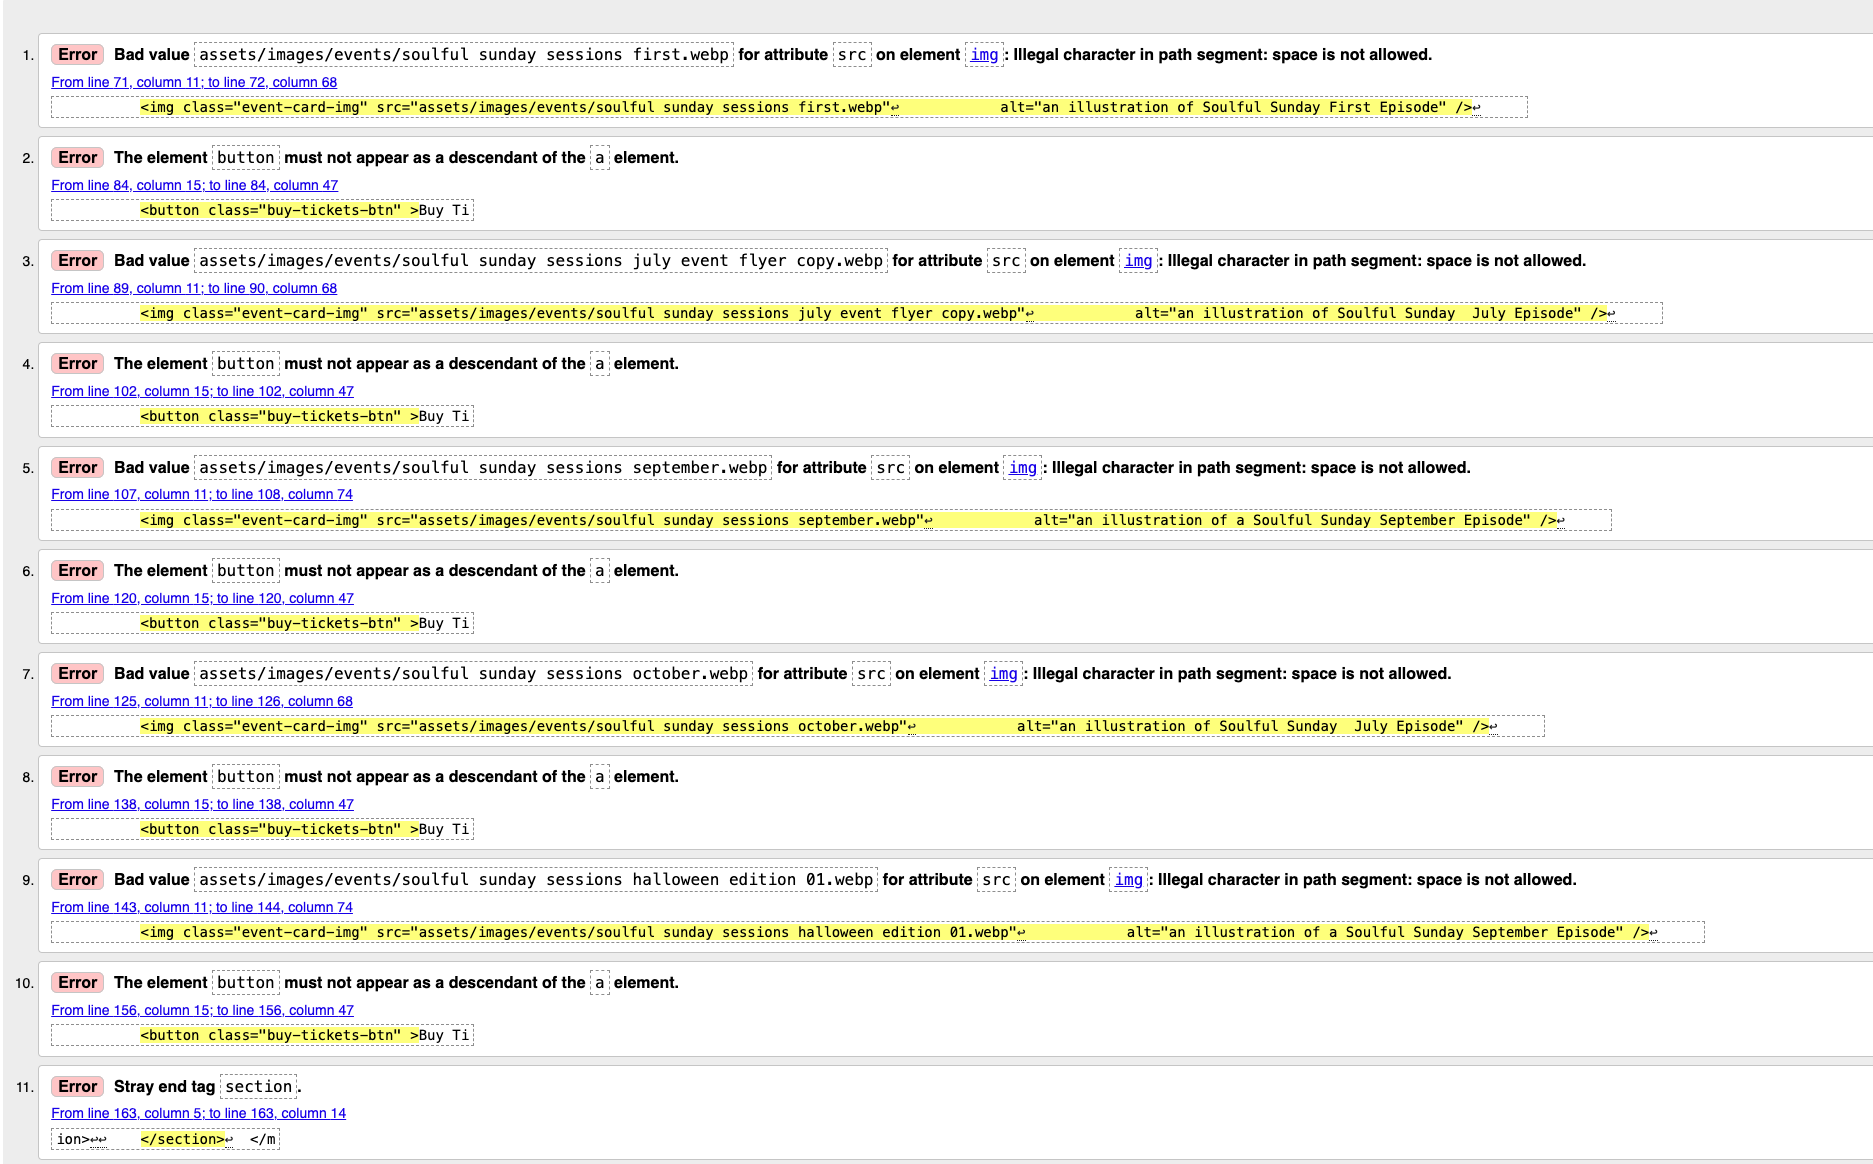 1. Error Bad value assets/images/events/soulful sunday sessions first.webp for attribute src on element img: Illegal character in path segment: space is not allowed.
From line 71, column 11; to line 72, column 68
<img class="event-card-img" src="assets/images/events/soulful sunday sessions first.webp"↩ alt="an illustration of Soulful Sunday First Episode" />↩
2. Error The element button must not appear as a descendant of the a element.
From line 84, column 15; to line 84, column 47
<button class="buy-tickets-btn" >Buy Ti
3. Error Bad value assets/images/events/soulful sunday sessions july event flyer copy.webp for attribute src on element img: Illegal character in path segment: space is not allowed.
From line 89, column 11; to line 90, column 68
<img class="event-card-img" src="assets/images/events/soulful sunday sessions july event flyer copy.webp"↩ alt="an illustration of Soulful Sunday  July Episode" />↩
4. Error The element button must not appear as a descendant of the a element.
From line 102, column 15; to line 102, column 47
<button class="buy-tickets-btn" >Buy Ti
5. Error Bad value assets/images/events/soulful sunday sessions september.webp for attribute src on element img: Illegal character in path segment: space is not allowed.
From line 107, column 11; to line 108, column 74
<img class="event-card-img" src="assets/images/events/soulful sunday sessions september.webp"↩ alt="an illustration of a Soulful Sunday September Episode" />↩
6. Error The element button must not appear as a descendant of the a element.
From line 120, column 15; to line 120, column 47
<button class="buy-tickets-btn" >Buy Ti
7. Error Bad value assets/images/events/soulful sunday sessions october.webp for attribute src on element img: Illegal character in path segment: space is not allowed.
From line 125, column 11; to line 126, column 68
<img class="event-card-img" src="assets/images/events/soulful sunday sessions october.webp"↩ alt="an illustration of Soulful Sunday  July Episode" />↩
8. Error The element button must not appear as a descendant of the a element.
From line 138, column 15; to line 138, column 47
<button class="buy-tickets-btn" >Buy Ti
9. Error Bad value assets/images/events/soulful sunday sessions halloween edition 01.webp for attribute src on element img: Illegal character in path segment: space is not allowed.
From line 143, column 11; to line 144, column 74
<img class="event-card-img" src="assets/images/events/soulful sunday sessions halloween edition 01.webp"↩ alt="an illustration of a Soulful Sunday September Episode" />↩
10. Error The element button must not appear as a descendant of the a element.
From line 156, column 15; to line 156, column 47
<button class="buy-tickets-btn" >Buy Ti
11. Error Stray end tag section.
From line 163, column 5; to line 163, column 14
ion>↩↩ </section>↩ </m